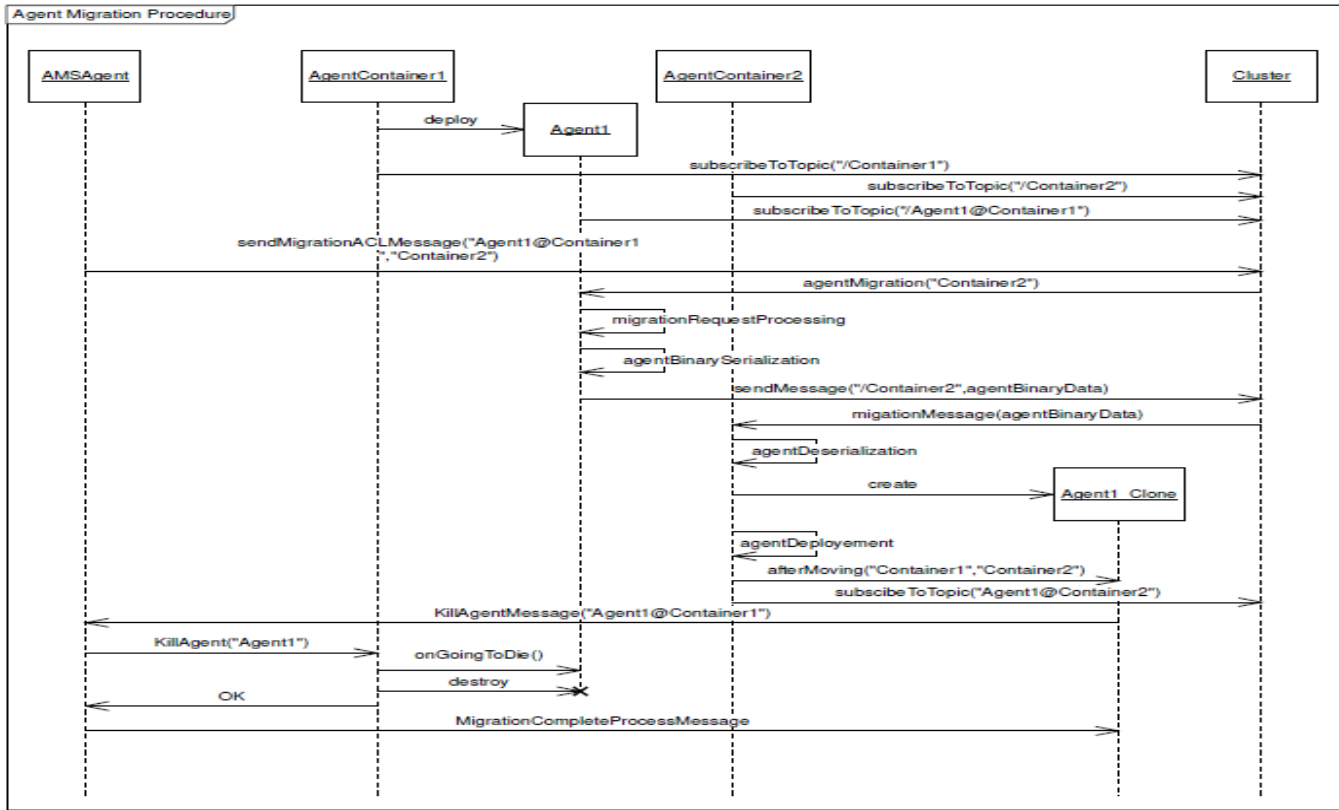 Agent Migration Procedure
AMSAgent
AgentContainer1
AgentContainer2
Cluster
deploy
Agent1
subscribeToTopic("/Container1")
subscribeToTopic("/Container2")
subscribeToTopic("/Agent1@Container1")
sendMigrationACLMessage("Agent1@Container1
","Container2")
agentMigration("Container2")
migrationRequestProcessing
agentBinarySerialization
sendMessage("/Container2",agentBinaryData)
migationMessage(agentBinaryData)
agentDeserialization
create
Agent1_Clone
agentDeployement
afterMoving("Container1","Container2")
subscibeToTopic("Agent1@Container2")
KillAgentMessage("Agent1@Container1")
KillAgent("Agent1")
onGoingToDie()
destroy
OK
MigrationCompleteProcessMessage